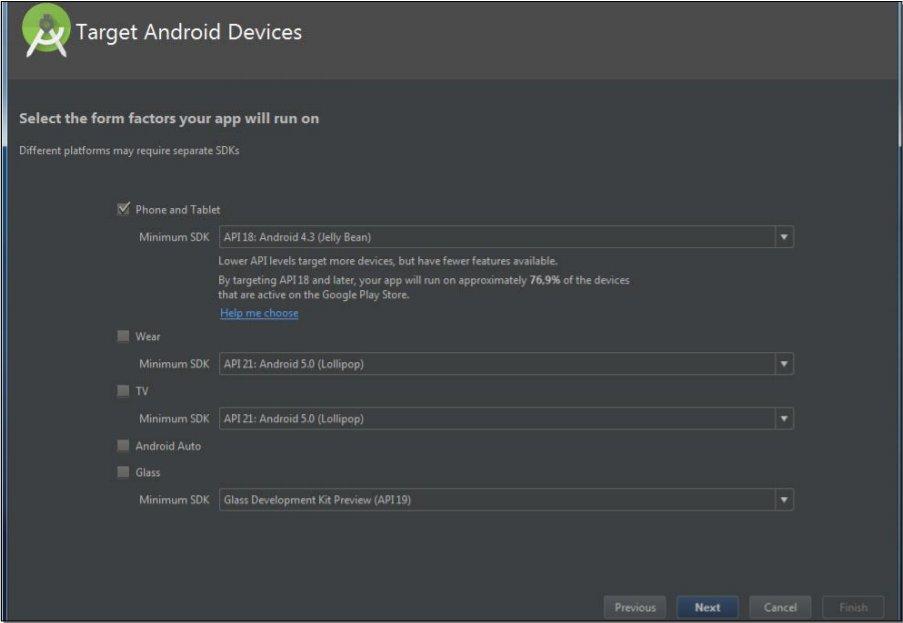 Target Android Devices
Select the form factors your app will run on
Different platforms may require separate SDKs
Phone and Tablet
Minimum SDK API 18: Android 4.3 (Jelly Bean)
Lower API levels target more devices, but have fewer features available.
By targeting API 18 and later, your app will run on approximately 76,9% of the devices
that are active on the Google Play Store.
Help me choose
Wear
Minimum SDK API 21: Android 5.0 (Lollipop)
TV
Minimum SDK API 21: Android 5.0 (Lollipop)
Android Auto
Glass
Minimum SDK Glass Development Kit Preview (API 19)
Previous Next Cancel Finish